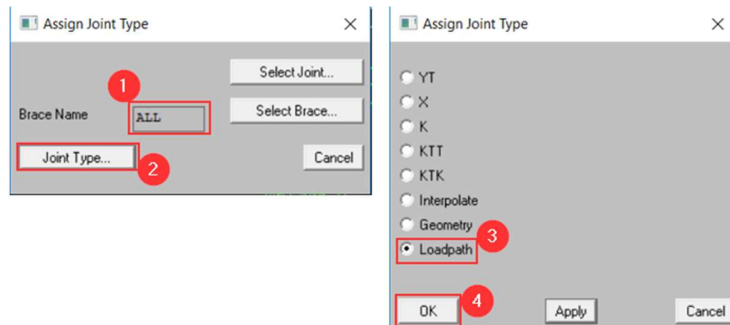 Assign Joint Type
Select Joint...
1
Brace Name ALL Select Brace...
Joint Type... Cancel
2
Assign Joint Type
YT
X
K
KTT
KTK
Interpolate
Geometry
3
Loadpath
4
OK Apply Cancel